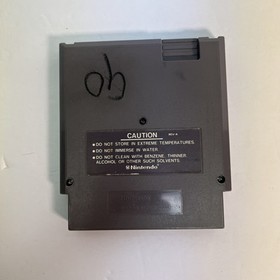 CAUTION REV-A
●DO NOT STORE IN EXTREME TEMPERATURES.
●DO NOT IMMERSE IN WATER.
●DO NOT CLEAN WITH BENZENE, THINNER,
ALCOHOL OR OTHER SUCH SOLVENTS.
Nintendo